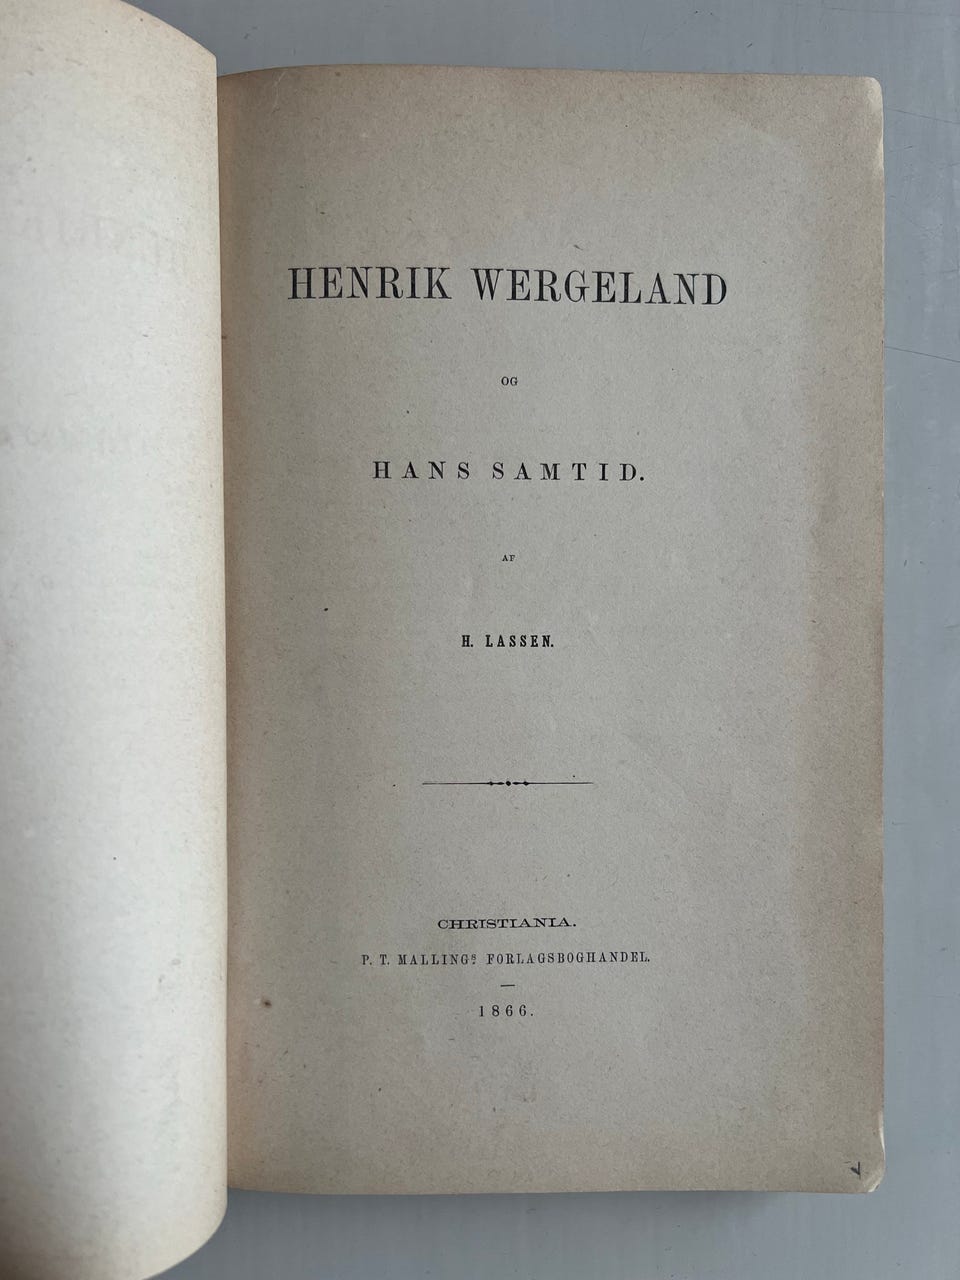 HENRIK WERGELAND
OG
HANS SAMTID.
AF
H. LASSEN.
CHRISTIANIA.
P. T. MALLINGS FORLAGSBOGHANDEL.
—
1866.